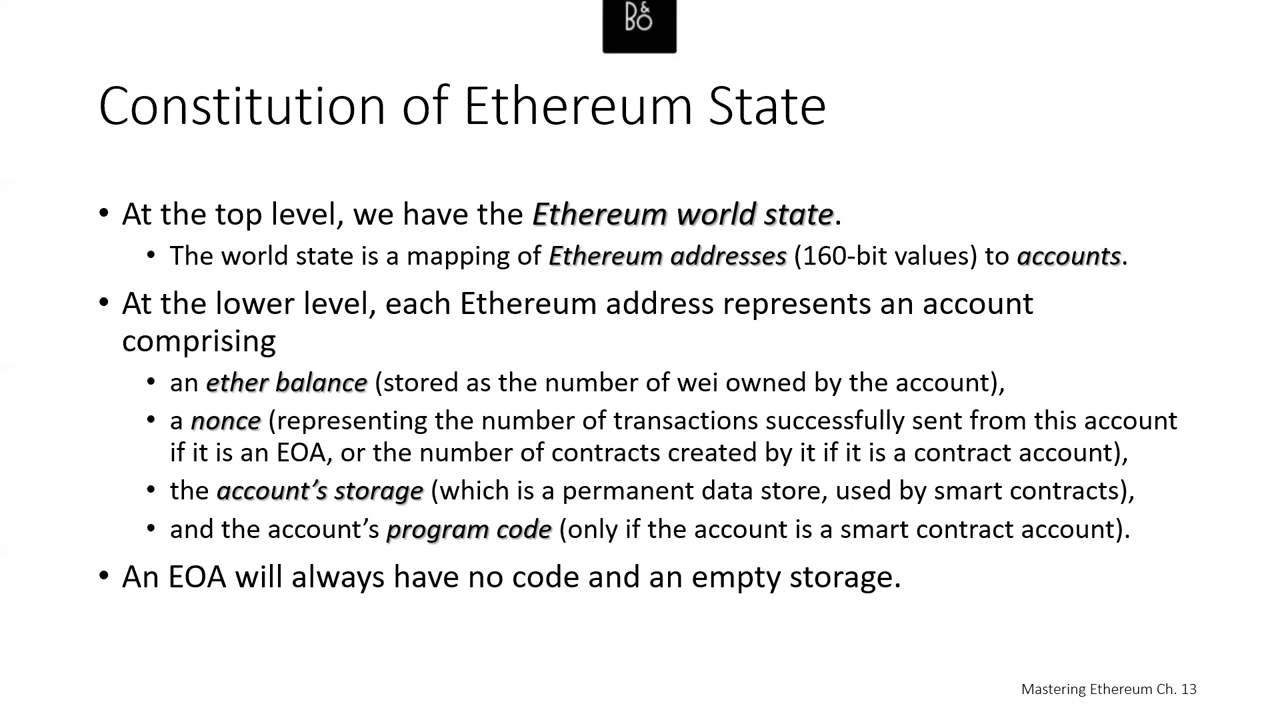 D&
BO
Constitution of Ethereum State
• At the top level, we have the Ethereum world state.
• The world state is a mapping of Ethereum addresses (160-bit values) to accounts.
• At the lower level, each Ethereum address represents an account
comprising
• an ether balance (stored as the number of wei owned by the account),
• a nonce (representing the number of transactions successfully sent from this account
if it is an EOA, or the number of contracts created by it if it is a contract account),
• the account’s storage (which is a permanent data store, used by smart contracts),
• and the account’s program code (only if the account is a smart contract account).
• An EOA will always have no code and an empty storage.
Mastering Ethereum Ch. 13